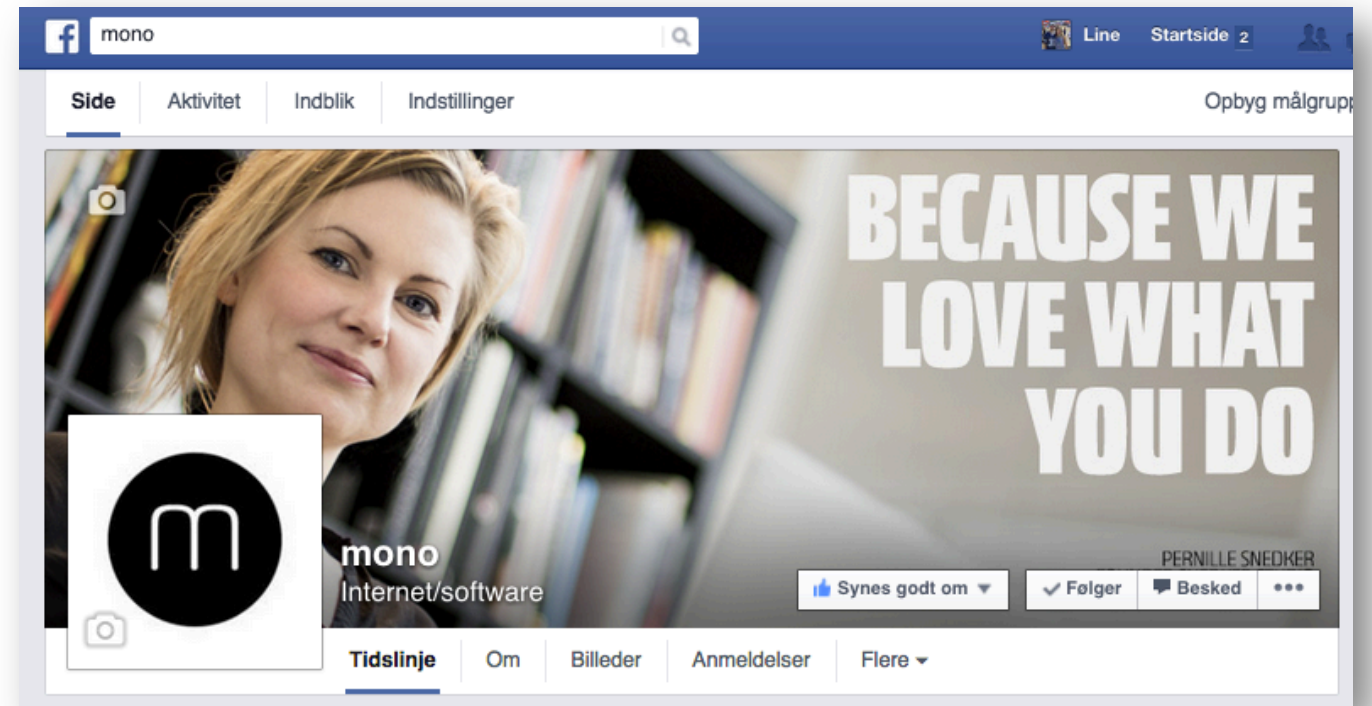 mono
Line
Startside 2
Side
Aktivitet
Indblik
Indstillinger
Opbyg målgrupp
BECAUSE WE
LOVE WHAT
YOU DO
PERNILLE SNEDKER
m
mono
Internet/software
Synes godt om
Følger
Besked
Tidslinje
Om
Billeder
Anmeldelser
Flere